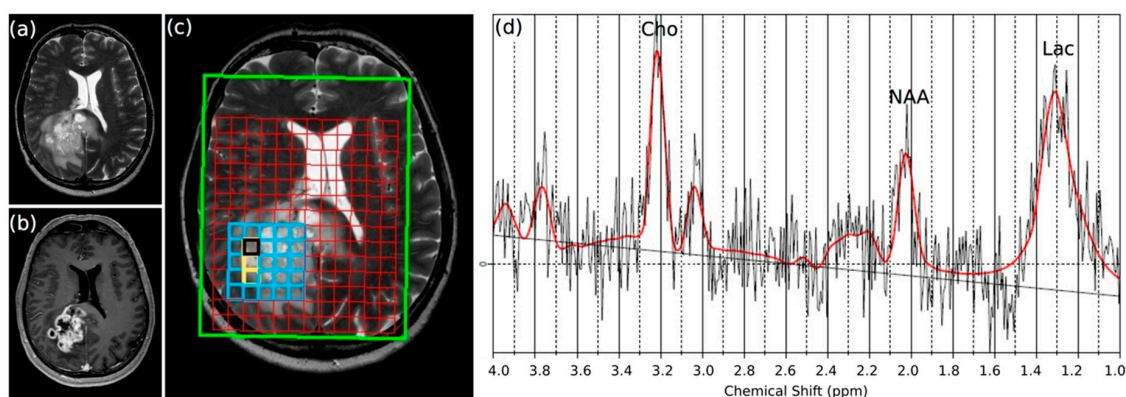 (a)
(b)
(c)
(d)
Cho
NAA
Lac
0
4.0 3.8 3.6 3.4 3.2 3.0 2.8 2.6 2.4 2.2 2.0 1.8 1.6 1.4 1.2 1.0
Chemical Shift (ppm)